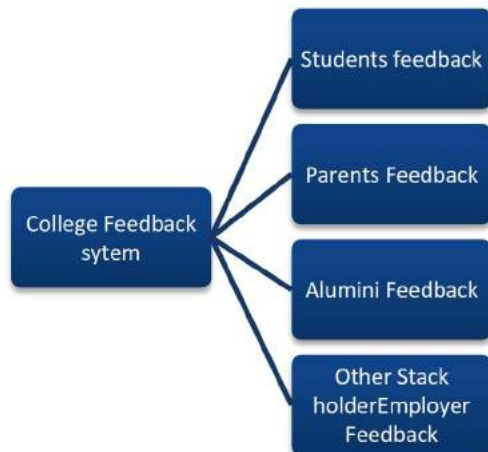 Students feedback
Parents Feedback
College Feedback
sytem
Alumini Feedback
Other Stack
holderEmployer
Feedback